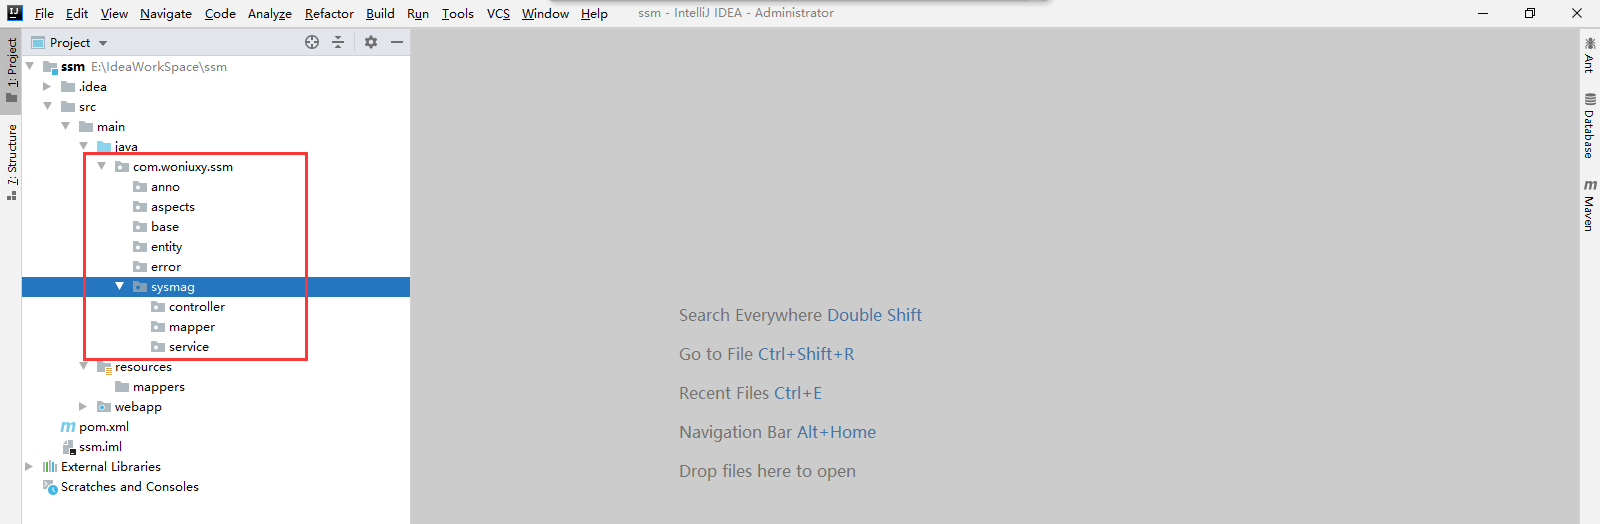 IJ File Edit View Navigate Code Analyze Refactor Build Run Tools VCS Window Help ssm - IntelliJ IDEA - Administrator
1: Project
7: Structure
Project
ssm E:\IdeaWorkSpace\ssm
.idea
src
main
java
com.woniuxy.ssm
anno
aspects
base
entity
error
sysmag
controller
mapper
service
resources
mappers
webapp
m pom.xml
ssm.iml
External Libraries
Scratches and Consoles
Search Everywhere Double Shift
Go to File Ctrl+Shift+R
Recent Files Ctrl+E
Navigation Bar Alt+Home
Drop files here to open
Ant
Database
m Maven